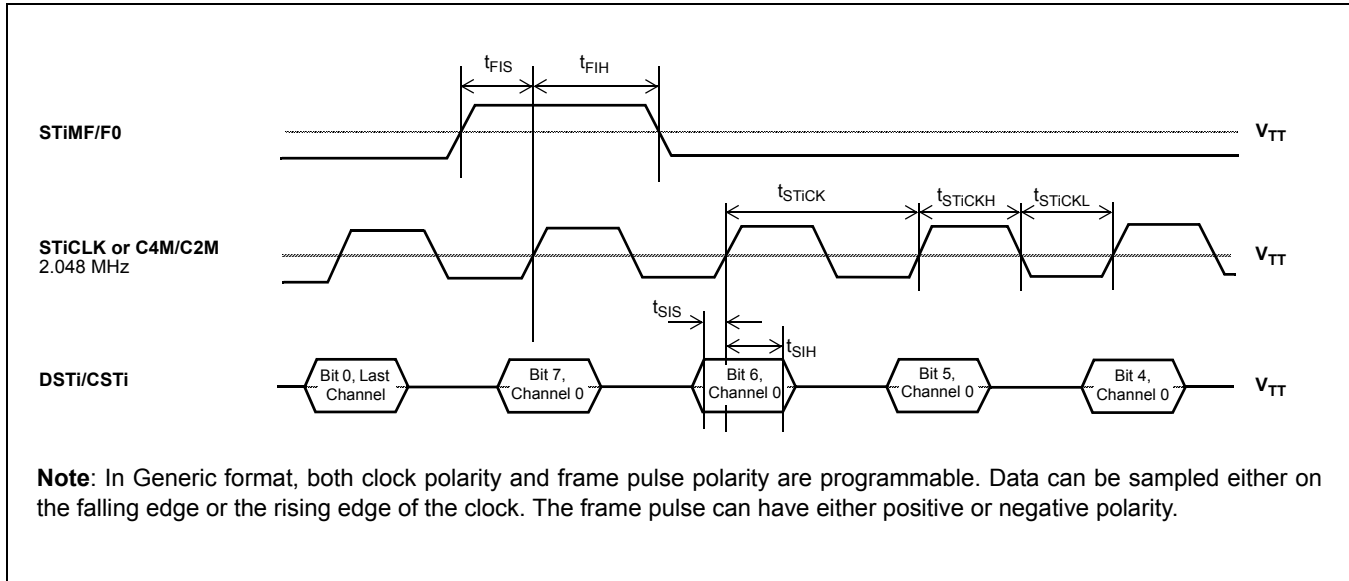 tFIS
tFIH
STiMF/F0
VTT
tSTiCK
tSTiCKH
tSTiCKL
STiCLK or C4M/C2M
2.048 MHz
VTT
tSIS
tSIH
DSTi/CSTi
Bit 0, Last
Channel
Bit 7,
Channel 0
Bit 6,
Channel 0
Bit 5,
Channel 0
Bit 4,
Channel 0
VTT
Note: In Generic format, both clock polarity and frame pulse polarity are programmable. Data can be sampled either on
the falling edge or the rising edge of the clock. The frame pulse can have either positive or negative polarity.